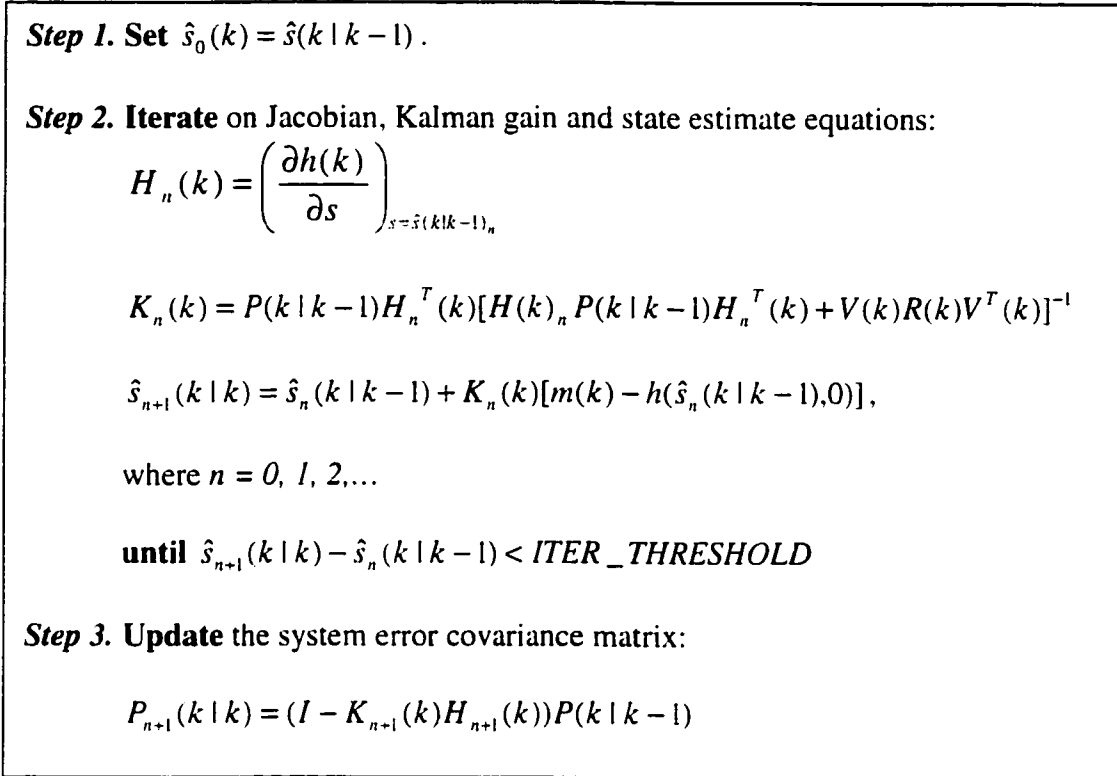 Step 1. Set ŝ₀(k) = ŝ(k | k − 1).
Step 2. Iterate on Jacobian, Kalman gain and state estimate equations:
Hₙ(k) = (∂h(k)/∂s)_{s=ŝ(k|k−1)ₙ}
Kₙ(k) = P(k | k − 1)Hₙᵀ(k)[H(k)ₙ P(k | k − 1)Hₙᵀ(k) + V(k)R(k)Vᵀ(k)]⁻¹
ŝₙ₊₁(k | k) = ŝₙ(k | k − 1) + Kₙ(k)[m(k) − h(ŝₙ(k | k − 1),0)],
where n = 0, 1, 2,...
until ŝₙ₊₁(k | k) − ŝₙ(k | k − 1) < ITER_THRESHOLD
Step 3. Update the system error covariance matrix:
Pₙ₊₁(k | k) = (I − Kₙ₊₁(k)Hₙ₊₁(k))P(k | k − 1)